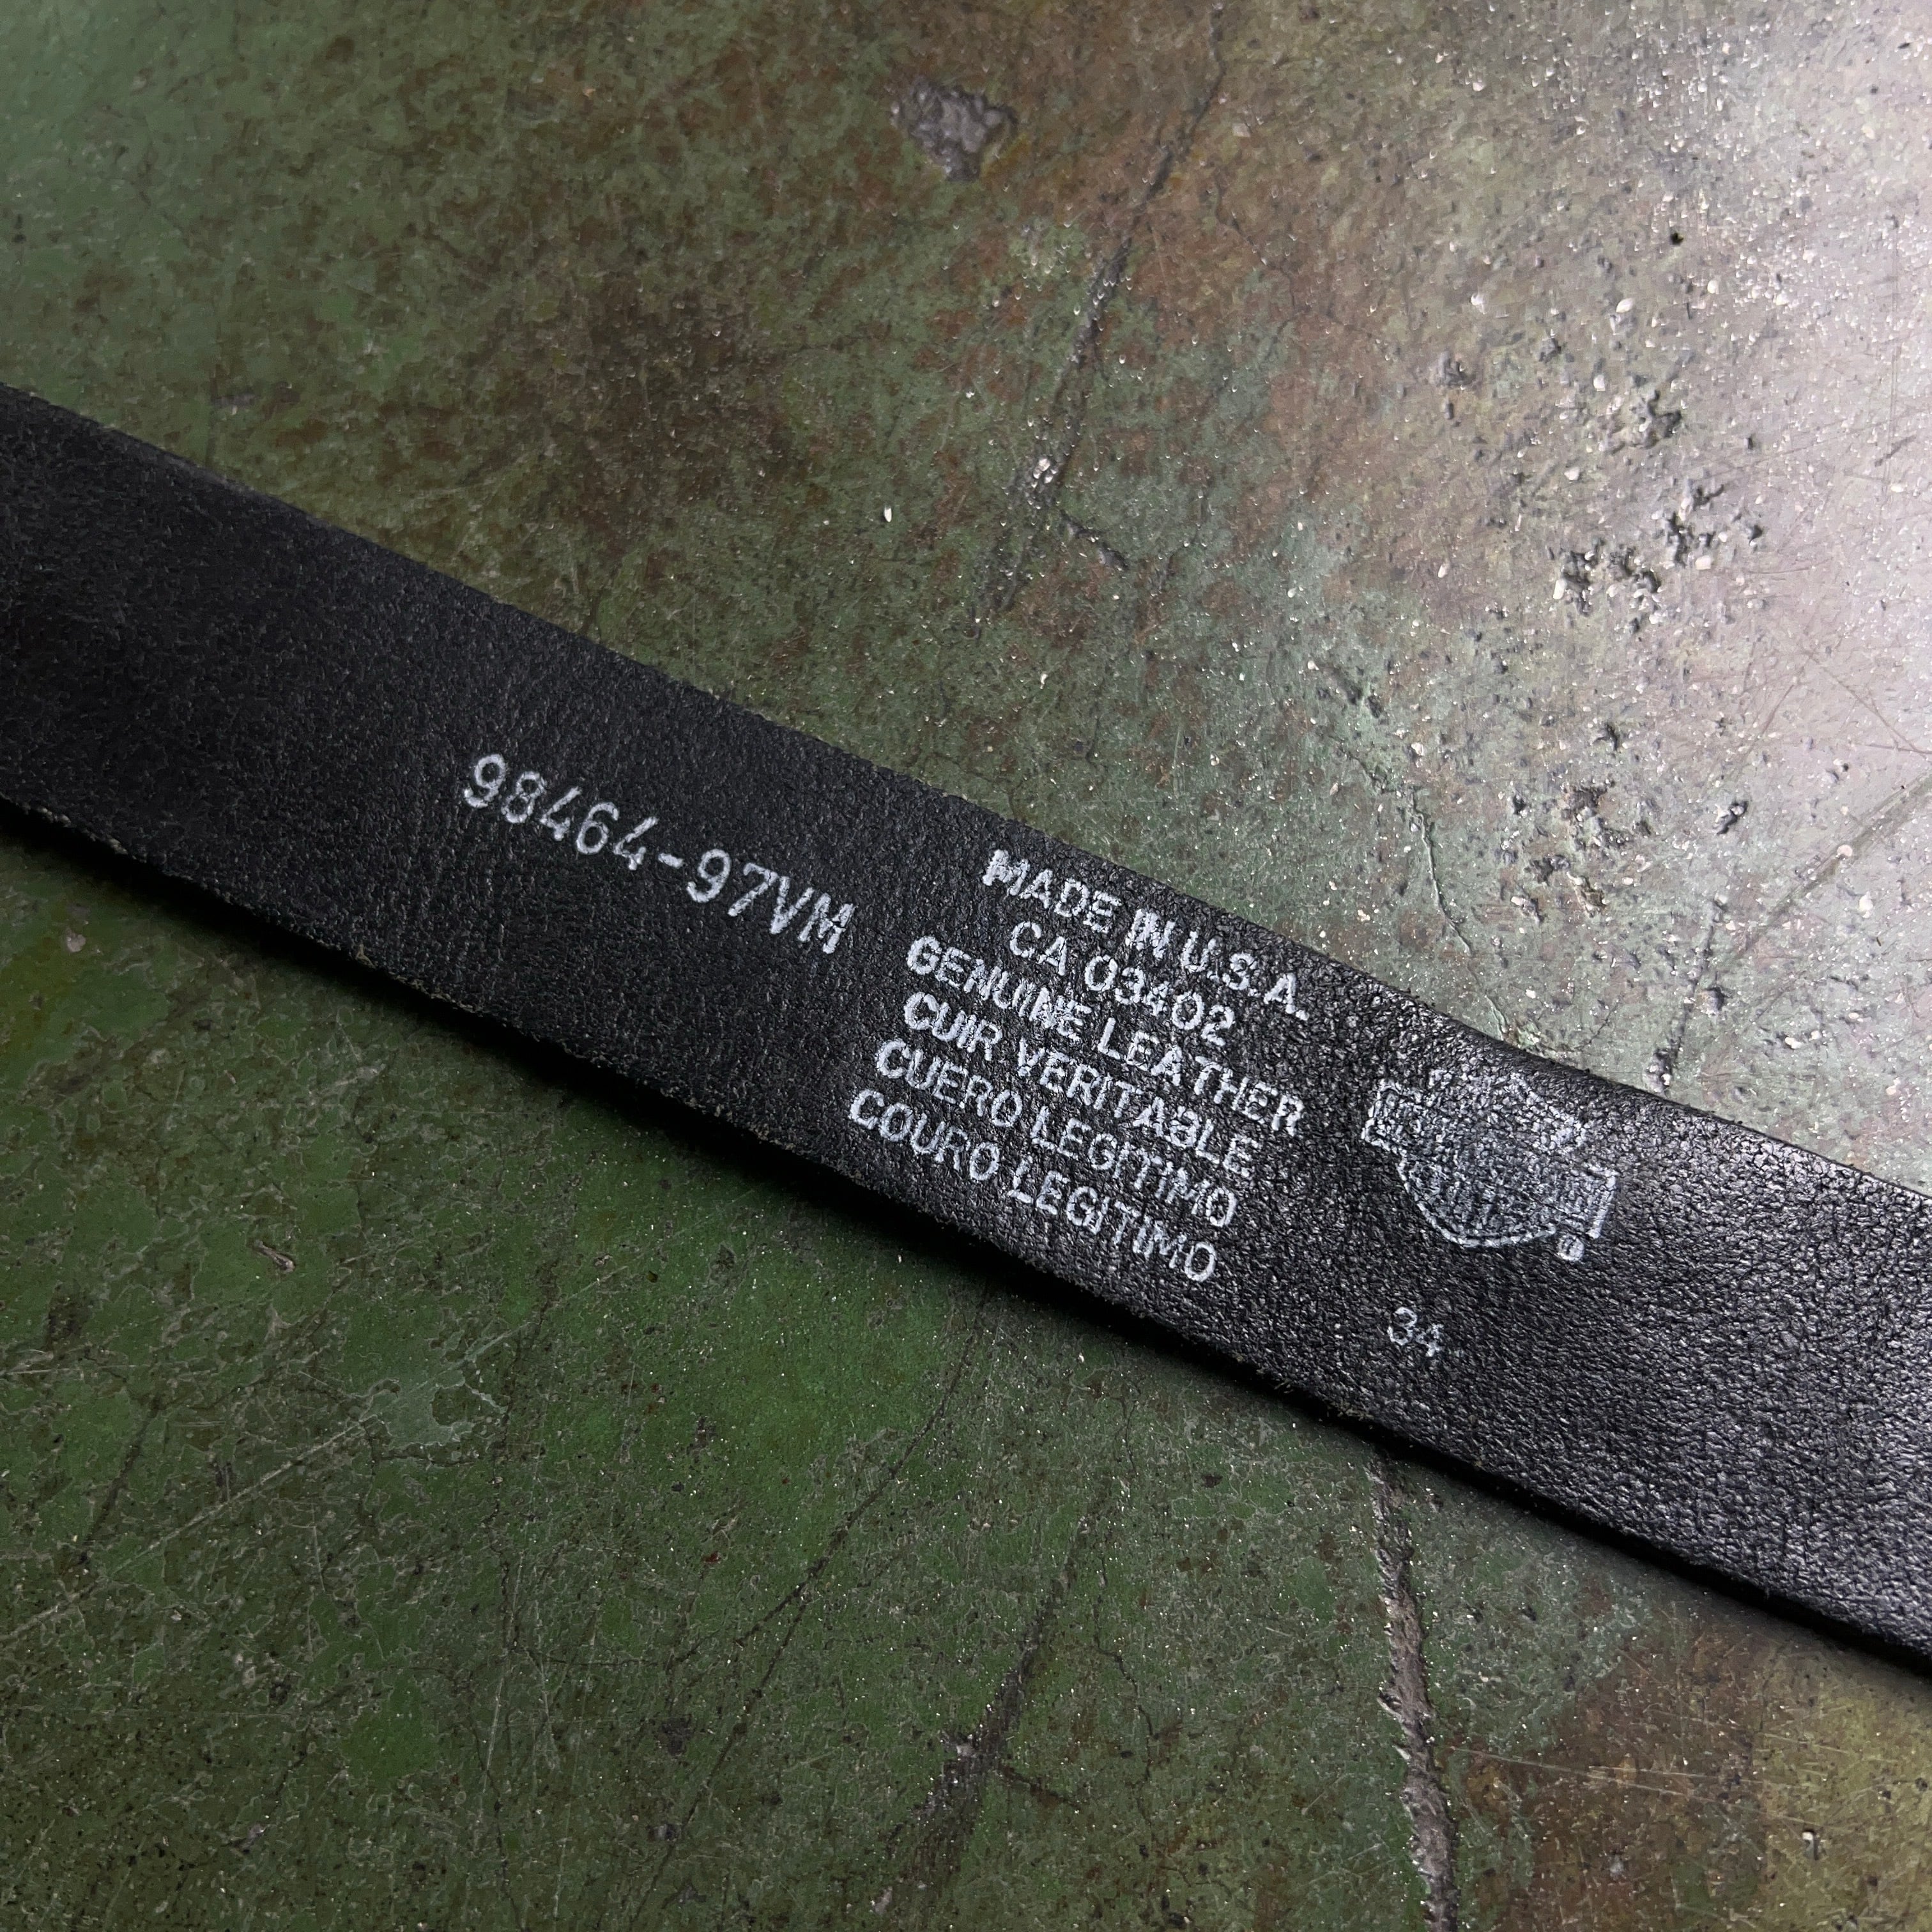 98464-97VM
MADE IN U.S.A.
CA 03402
GENUINE LEATHER
CUIR VERITABLE
CUERO LEGITIMO
COURO LEGITIMO
34